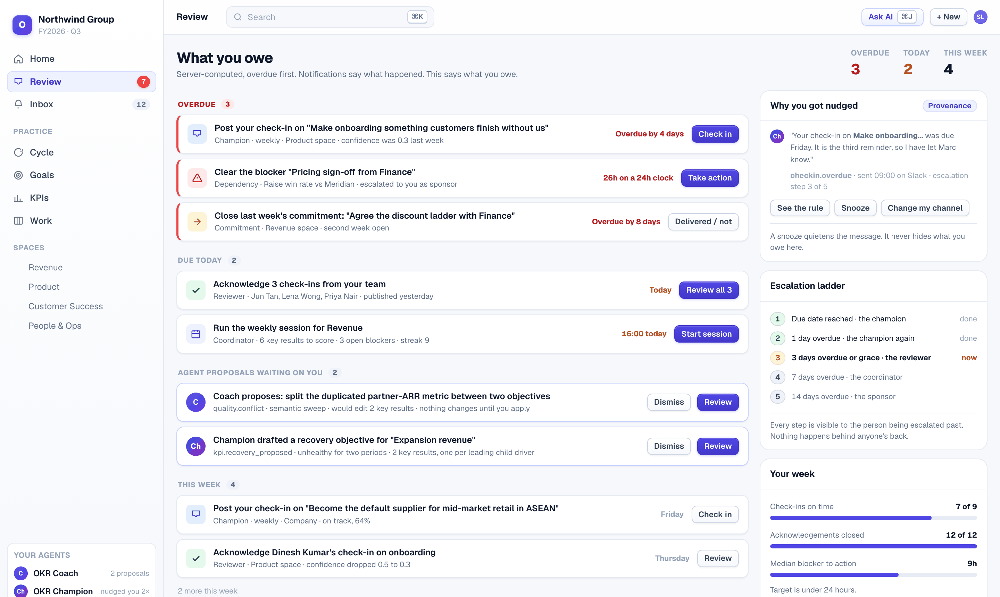 O
Northwind Group
FY2026 · Q3
Home
Review
7
Inbox
12
PRACTICE
Cycle
Goals
KPIs
Work
SPACES
Revenue
Product
Customer Success
People & Ops
YOUR AGENTS
C
OKR Coach
2 proposals
Ch
OKR Champion
nudged you 2×
Review
Search
⌘K
Ask AI
⌘J
+ New
SL
What you owe
Server-computed, overdue first. Notifications say what happened. This says what you owe.
OVERDUE
3
TODAY
2
THIS WEEK
4
OVERDUE
3
Post your check-in on "Make onboarding something customers finish without us"
Champion · weekly · Product space · confidence was 0.3 last week
Overdue by 4 days
Check in
Clear the blocker "Pricing sign-off from Finance"
Dependency · Raise win rate vs Meridian · escalated to you as sponsor
26h on a 24h clock
Take action
Close last week's commitment: "Agree the discount ladder with Finance"
Commitment · Revenue space · second week open
Overdue by 8 days
Delivered / not
DUE TODAY
2
Acknowledge 3 check-ins from your team
Reviewer · Jun Tan, Lena Wong, Priya Nair · published yesterday
Today
Review all 3
Run the weekly session for Revenue
Coordinator · 6 key results to score · 3 open blockers · streak 9
16:00 today
Start session
AGENT PROPOSALS WAITING ON YOU
2
C
Coach proposes: split the duplicated partner-ARR metric between two objectives
quality.conflict · semantic sweep · would edit 2 key results · nothing changes until you apply
Dismiss
Review
Ch
Champion drafted a recovery objective for "Expansion revenue"
kpi.recovery_proposed · unhealthy for two periods · 2 key results, one per leading child driver
Dismiss
Review
THIS WEEK
4
Post your check-in on "Become the default supplier for mid-market retail in ASEAN"
Champion · weekly · Company · on track, 64%
Friday
Check in
Acknowledge Dinesh Kumar's check-in on onboarding
Reviewer · Product space · confidence dropped 0.5 to 0.3
Thursday
Review
2 more this week
Why you got nudged
Provenance
Ch
"Your check-in on Make onboarding... was due
Friday. It is the third reminder, so I have let Marc
know."
checkin.overdue · sent 09:00 on Slack · escalation
step 3 of 5
See the rule
Snooze
Change my channel
A snooze quietens the message. It never hides what you
owe here.
Escalation ladder
1
Due date reached · the champion
done
2
1 day overdue · the champion again
done
3
3 days overdue or grace · the reviewer
now
4
7 days overdue · the coordinator
5
14 days overdue · the sponsor
Every step is visible to the person being escalated past.
Nothing happens behind anyone's back.
Your week
Check-ins on time
7 of 9
Acknowledgements closed
12 of 12
Median blocker to action
9h
Target is under 24 hours.